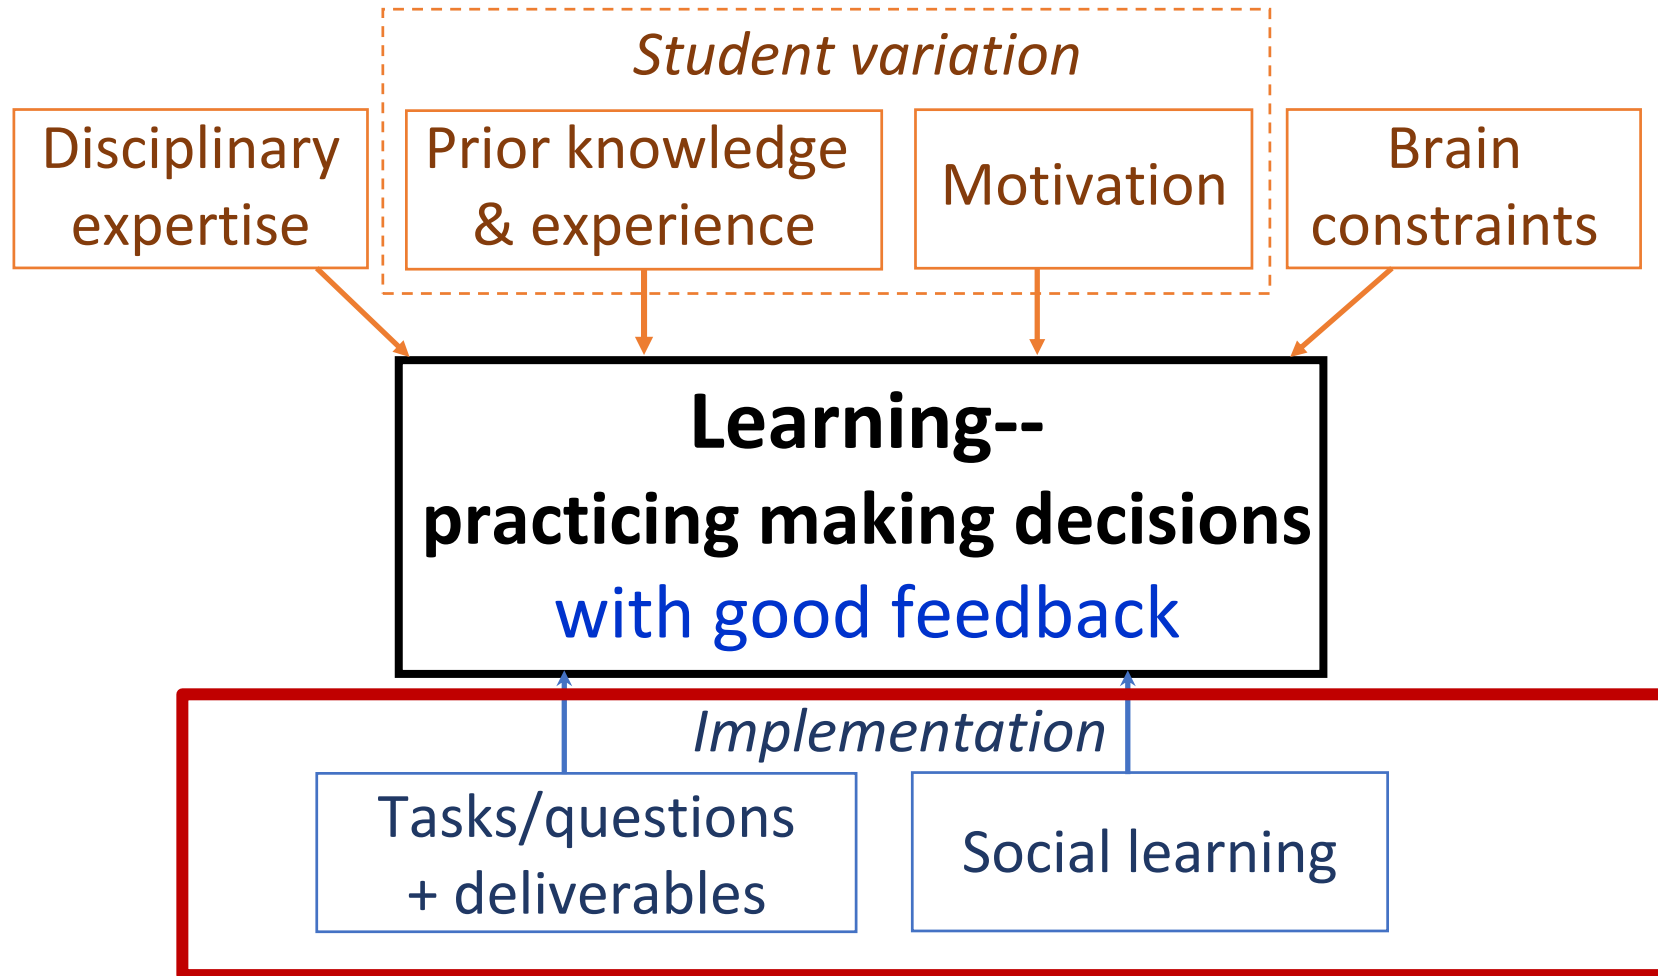 Student variation
Disciplinary
expertise
Prior knowledge
& experience
Motivation
Brain
constraints
Learning--
practicing making decisions
with good feedback
Implementation
Tasks/questions
+ deliverables
Social learning